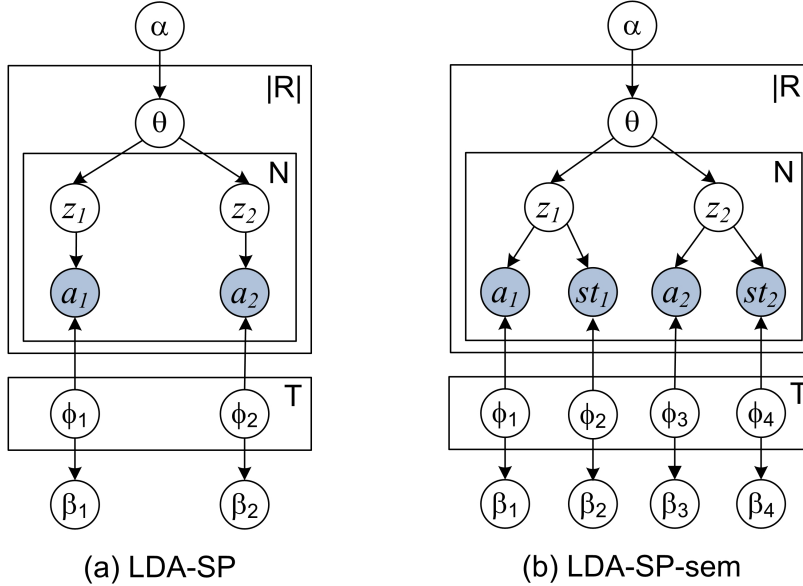 α α
|R| |R
θ θ
N N
z1 z2 z1 z2
a1 a2 a1 st1 a2 st2
T T
ϕ1 ϕ2 ϕ1 ϕ2 ϕ3 ϕ4
β1 β2 β1 β2 β3 β4
(a) LDA-SP (b) LDA-SP-sem